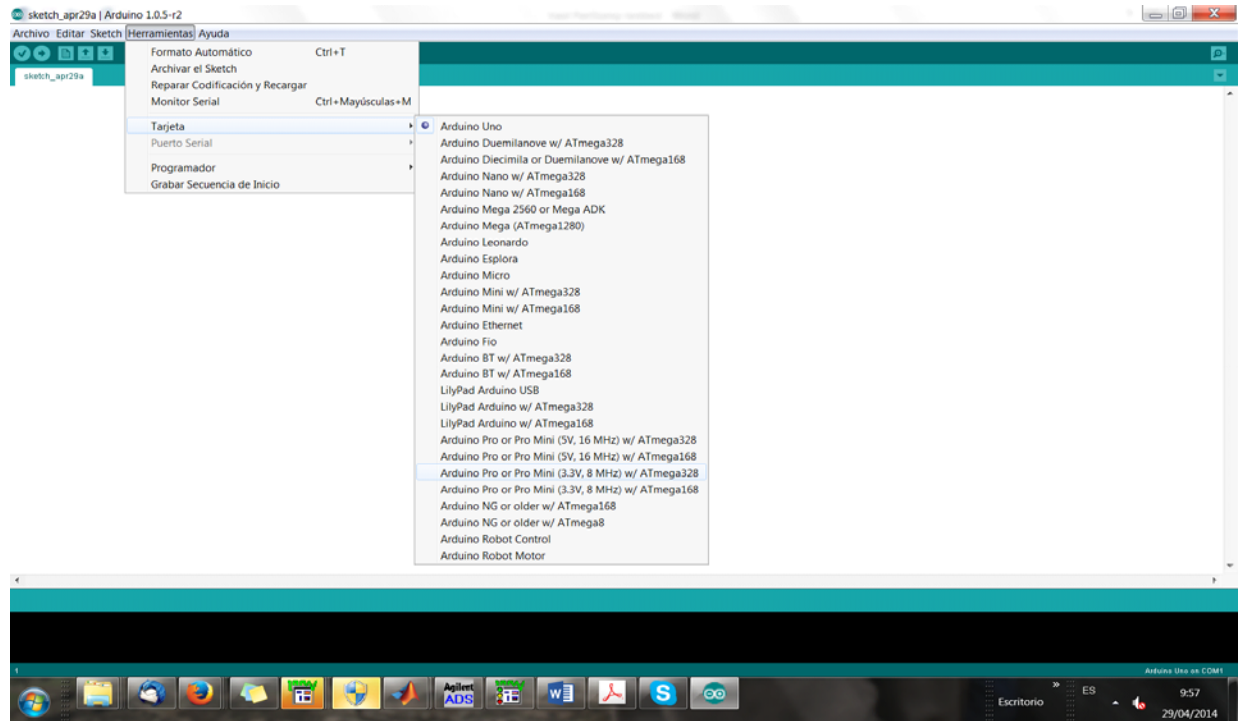 sketch_apr29a | Arduino 1.0.5-r2
Archivo Editar Sketch Herramientas Ayuda
sketch_apr29a
Formato Automático Ctrl+T
Archivar el Sketch
Reparar Codificación y Recargar
Monitor Serial Ctrl+Mayúsculas+M
Tarjeta
Puerto Serial
Programador
Grabar Secuencia de Inicio
Arduino Uno
Arduino Duemilanove w/ ATmega328
Arduino Diecimila or Duemilanove w/ ATmega168
Arduino Nano w/ ATmega328
Arduino Nano w/ ATmega168
Arduino Mega 2560 or Mega ADK
Arduino Mega (ATmega1280)
Arduino Leonardo
Arduino Esplora
Arduino Micro
Arduino Mini w/ ATmega328
Arduino Mini w/ ATmega168
Arduino Ethernet
Arduino Fio
Arduino BT w/ ATmega328
Arduino BT w/ ATmega168
LilyPad Arduino USB
LilyPad Arduino w/ ATmega328
LilyPad Arduino w/ ATmega168
Arduino Pro or Pro Mini (5V, 16 MHz) w/ ATmega328
Arduino Pro or Pro Mini (5V, 16 MHz) w/ ATmega168
Arduino Pro or Pro Mini (3.3V, 8 MHz) w/ ATmega328
Arduino Pro or Pro Mini (3.3V, 8 MHz) w/ ATmega168
Arduino NG or older w/ ATmega168
Arduino NG or older w/ ATmega8
Arduino Robot Control
Arduino Robot Motor
1
Arduino Uno on COM1
Agilent
ADS
Escritorio
ES
9:57
29/04/2014